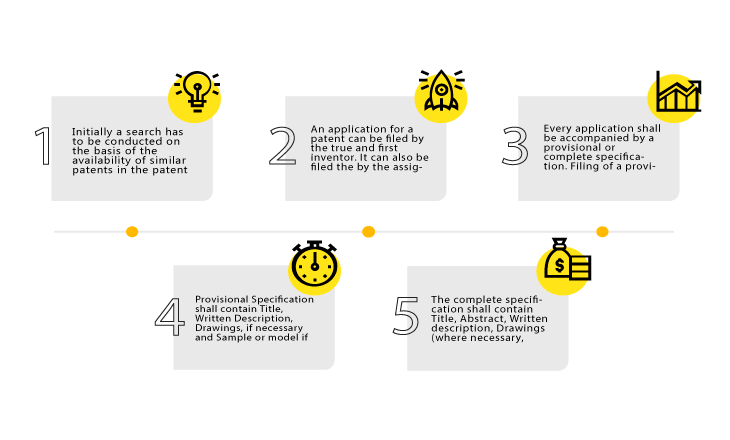 1
Initially a search has
to be conducted on
the basis of the
availability of similar
patents in the patent
2
An application for a
patent can be filed by
the true and first
inventor. It can also be
filed the by the assig-
3
Every application shall
be accompanied by a
provisional or
complete specifica-
tion. Filing of a provi-
4
Provisional Specification
shall contain Title,
Written Description,
Drawings, if necessary
and Sample or model if
5
The complete specifi-
cation shall contain
Title, Abstract, Written
description, Drawings
(where necessary,
$